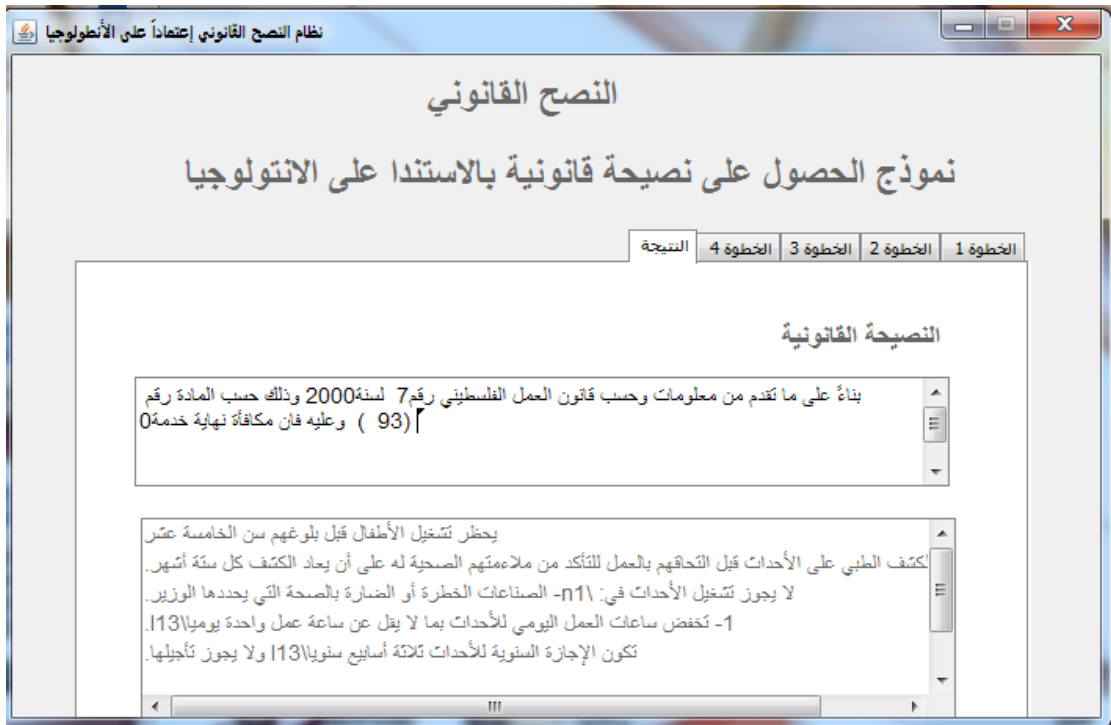 نظام النصح القانوني إعتماداً على الأنطولوجيا
النصح القانوني
نموذج الحصول على نصيحة قانونية بالاستندا على الانتولوجيا
الخطوة 1 الخطوة 2 الخطوة 3 الخطوة 4 النتيجة
النصيحة القانونية
بناءً على ما تقدم من معلومات وحسب قانون العمل الفلسطيني رقم7 لسنة2000 وذلك حسب المادة رقم
(93 ) وعليه فان مكافأة نهاية خدمة0
يحظر تشغيل الأطفال قبل بلوغهم سن الخامسة عشر
لكشف الطبي على الأحداث قبل التحاقهم بالعمل للتأكد من ملاءمتهم الصحية له على أن يعاد الكشف كل ستة أشهر.
لا يجوز تشغيل الأحداث في: \n1- الصناعات الخطرة أو الضارة بالصحة التي يحددها الوزير.
1- تخفض ساعات العمل اليومي للأحداث بما لا يقل عن ساعة عمل واحدة يوميا\l13.
تكون الإجازة السنوية للأحداث ثلاثة أسابيع سنويا\l13 ولا يجوز تأجيلها.